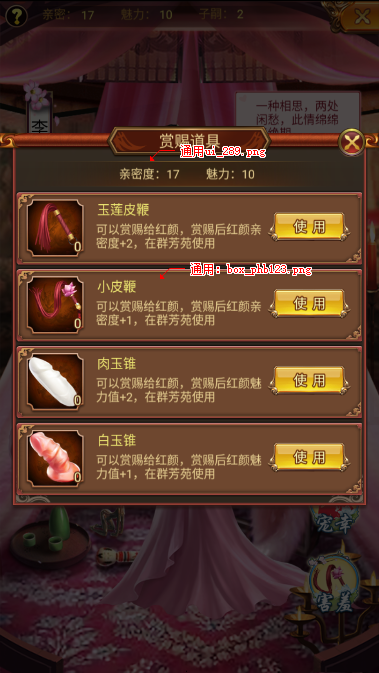 ?
亲密: 17 魅力: 10 子嗣: 2
李
一种相思，两处
闲愁，此情绵绵
赏赐道具
通用ui_289.png
亲密度：17 魅力：10
玉莲皮鞭
可以赏赐给红颜，赏赐后红颜亲
密度+2，在群芳苑使用
0
使用
通用：box_phb123.png
小皮鞭
可以赏赐给红颜，赏赐后红颜亲
密度+1，在群芳苑使用
0
使用
肉玉锥
可以赏赐给红颜，赏赐后红颜魅
力值+2，在群芳苑使用
0
使用
白玉锥
可以赏赐给红颜，赏赐后红颜魅
力值+1，在群芳苑使用
0
使用
宠幸
害羞